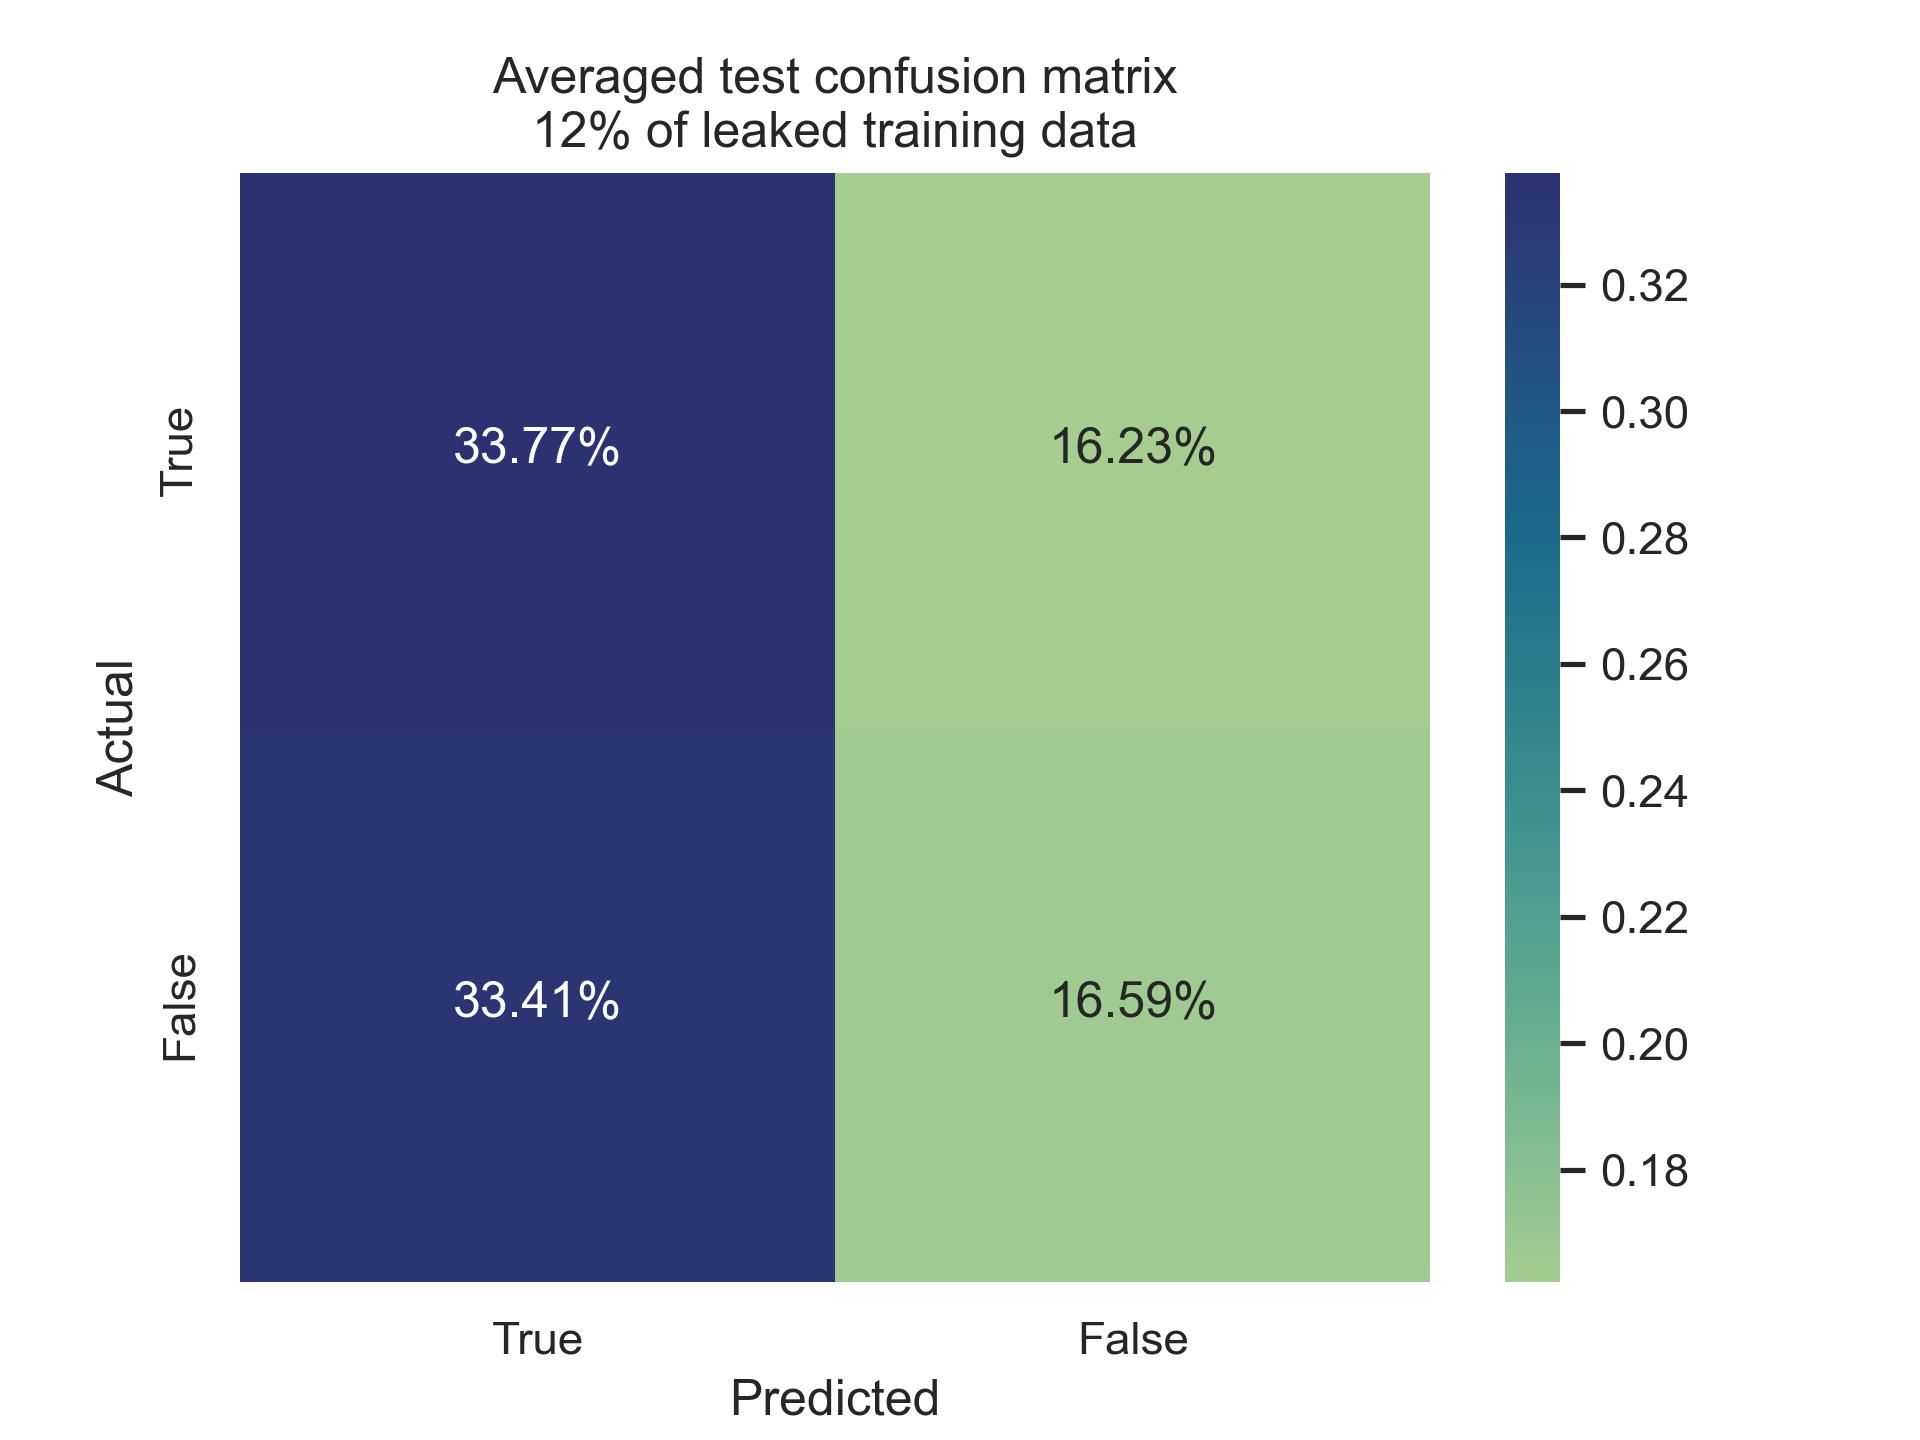 Averaged test confusion matrix
12% of leaked training data
Actual
True
False
33.77%
16.23%
33.41%
16.59%
True
False
Predicted
0.32
0.30
0.28
0.26
0.24
0.22
0.20
0.18